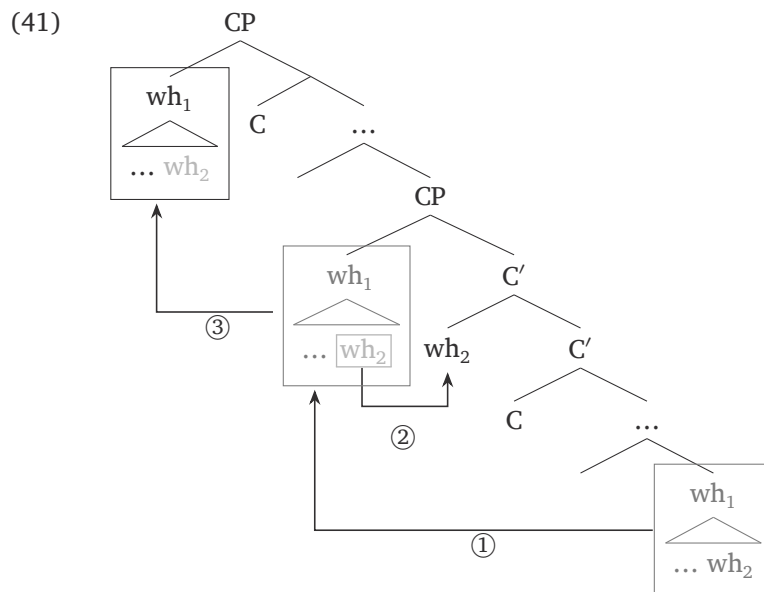 (41)
CP
wh₁
C
...
... wh₂
CP
wh₁
C′
③
... wh₂
wh₂
C′
②
C
...
wh₁
①
... wh₂